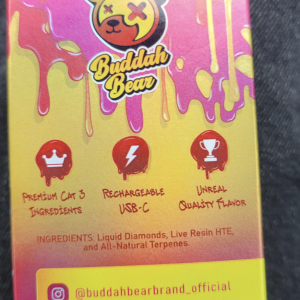 Buddah
Bear
Premium Cat 3
Ingredients
Rechargeable
USB-C
Unreal
Quality Flavor
INGREDIENTS: Liquid Diamonds, Live Resin HTE,
and All-Natural Terpenes
@buddahbearbrand_official